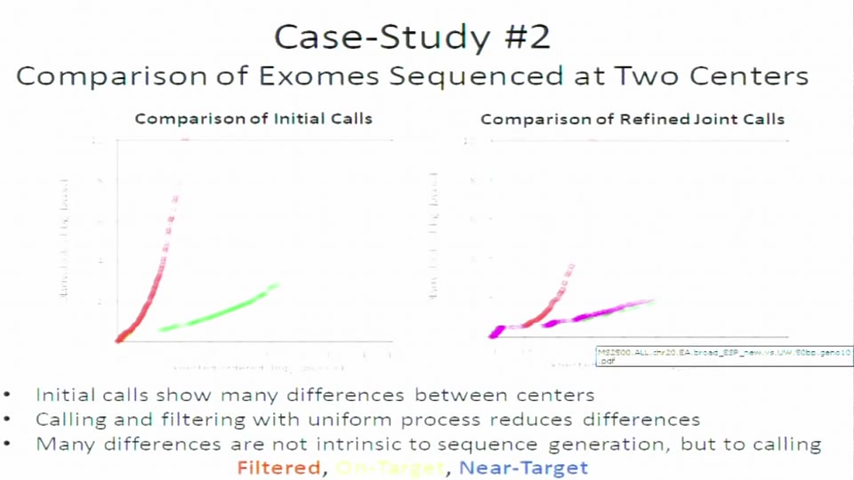 Case-Study #2
Comparison of Exomes Sequenced at Two Centers
Comparison of Initial Calls
Comparison of Refined Joint Calls
• Initial calls show many differences between centers
• Calling and filtering with uniform process reduces differences
• Many differences are not intrinsic to sequence generation, but to calling
Filtered, On-Target, Near-Target